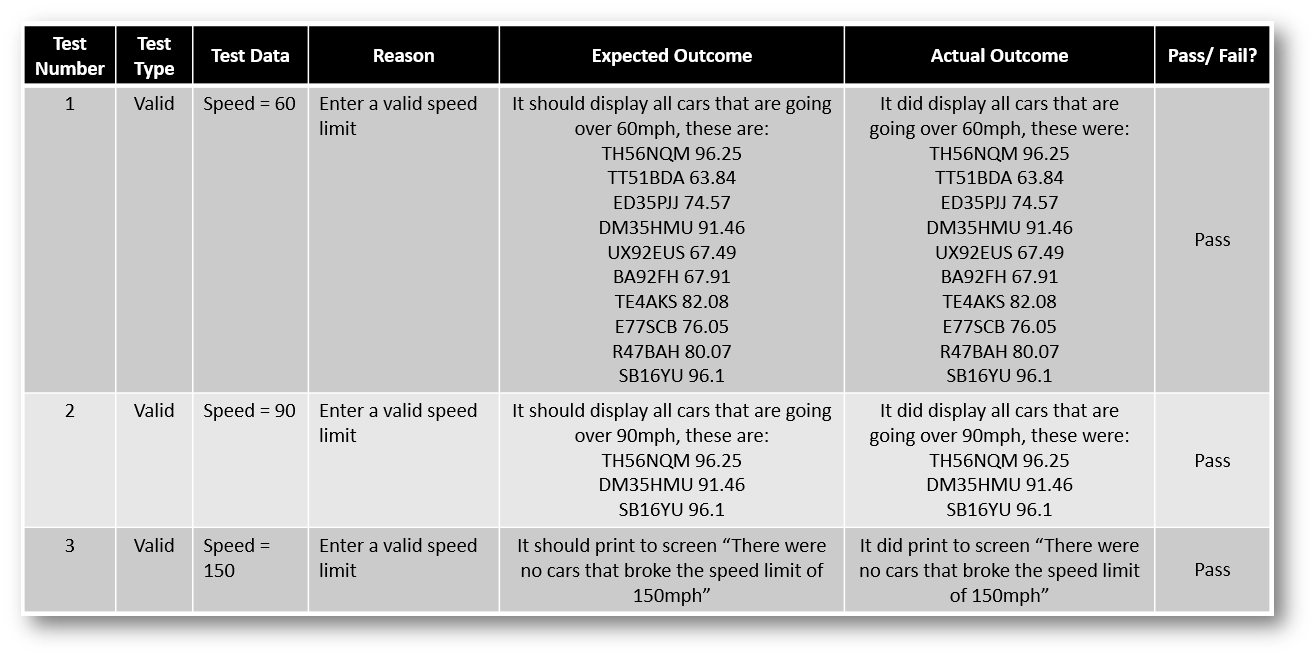 Test Number
Test Type
Test Data
Reason
Expected Outcome
Actual Outcome
Pass/ Fail?
1
Valid
Speed = 60
Enter a valid speed
limit
It should display all cars that are going
over 60mph, these are:
TH56NQM 96.25
TT51BDA 63.84
ED35PJJ 74.57
DM35HMU 91.46
UX92EUS 67.49
BA92FH 67.91
TE4AKS 82.08
E77SCB 76.05
R47BAH 80.07
SB16YU 96.1
It did display all cars that are
going over 60mph, these were:
TH56NQM 96.25
TT51BDA 63.84
ED35PJJ 74.57
DM35HMU 91.46
UX92EUS 67.49
BA92FH 67.91
TE4AKS 82.08
E77SCB 76.05
R47BAH 80.07
SB16YU 96.1
Pass
2
Valid
Speed = 90
Enter a valid speed
limit
It should display all cars that are going
over 90mph, these are:
TH56NQM 96.25
DM35HMU 91.46
SB16YU 96.1
It did display all cars that are
going over 90mph, these were:
TH56NQM 96.25
DM35HMU 91.46
SB16YU 96.1
Pass
3
Valid
Speed =
150
Enter a valid speed
limit
It should print to screen “There were
no cars that broke the speed limit of
150mph”
It did print to screen “There were
no cars that broke the speed limit
of 150mph”
Pass